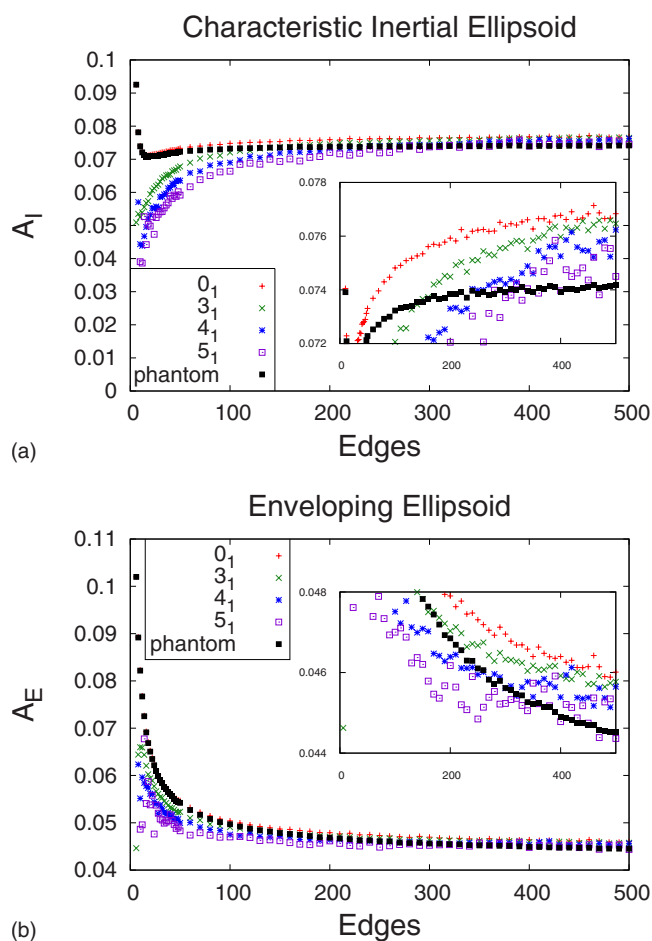 Characteristic Inertial Ellipsoid
0.1
0.09
0.08
0.07
0.06
0.05
0.04
0.03
0.02
0.01
0
A_I
0_1
3_1
4_1
5_1
phantom
0.078
0.076
0.074
0.072
0 200 400
0 100 200 300 400 500
Edges
(a)
Enveloping Ellipsoid
0.11
0.1
0.09
0.08
0.07
0.06
0.05
0.04
A_E
0_1
3_1
4_1
5_1
phantom
0.048
0.046
0.044
0 200 400
0 100 200 300 400 500
Edges
(b)